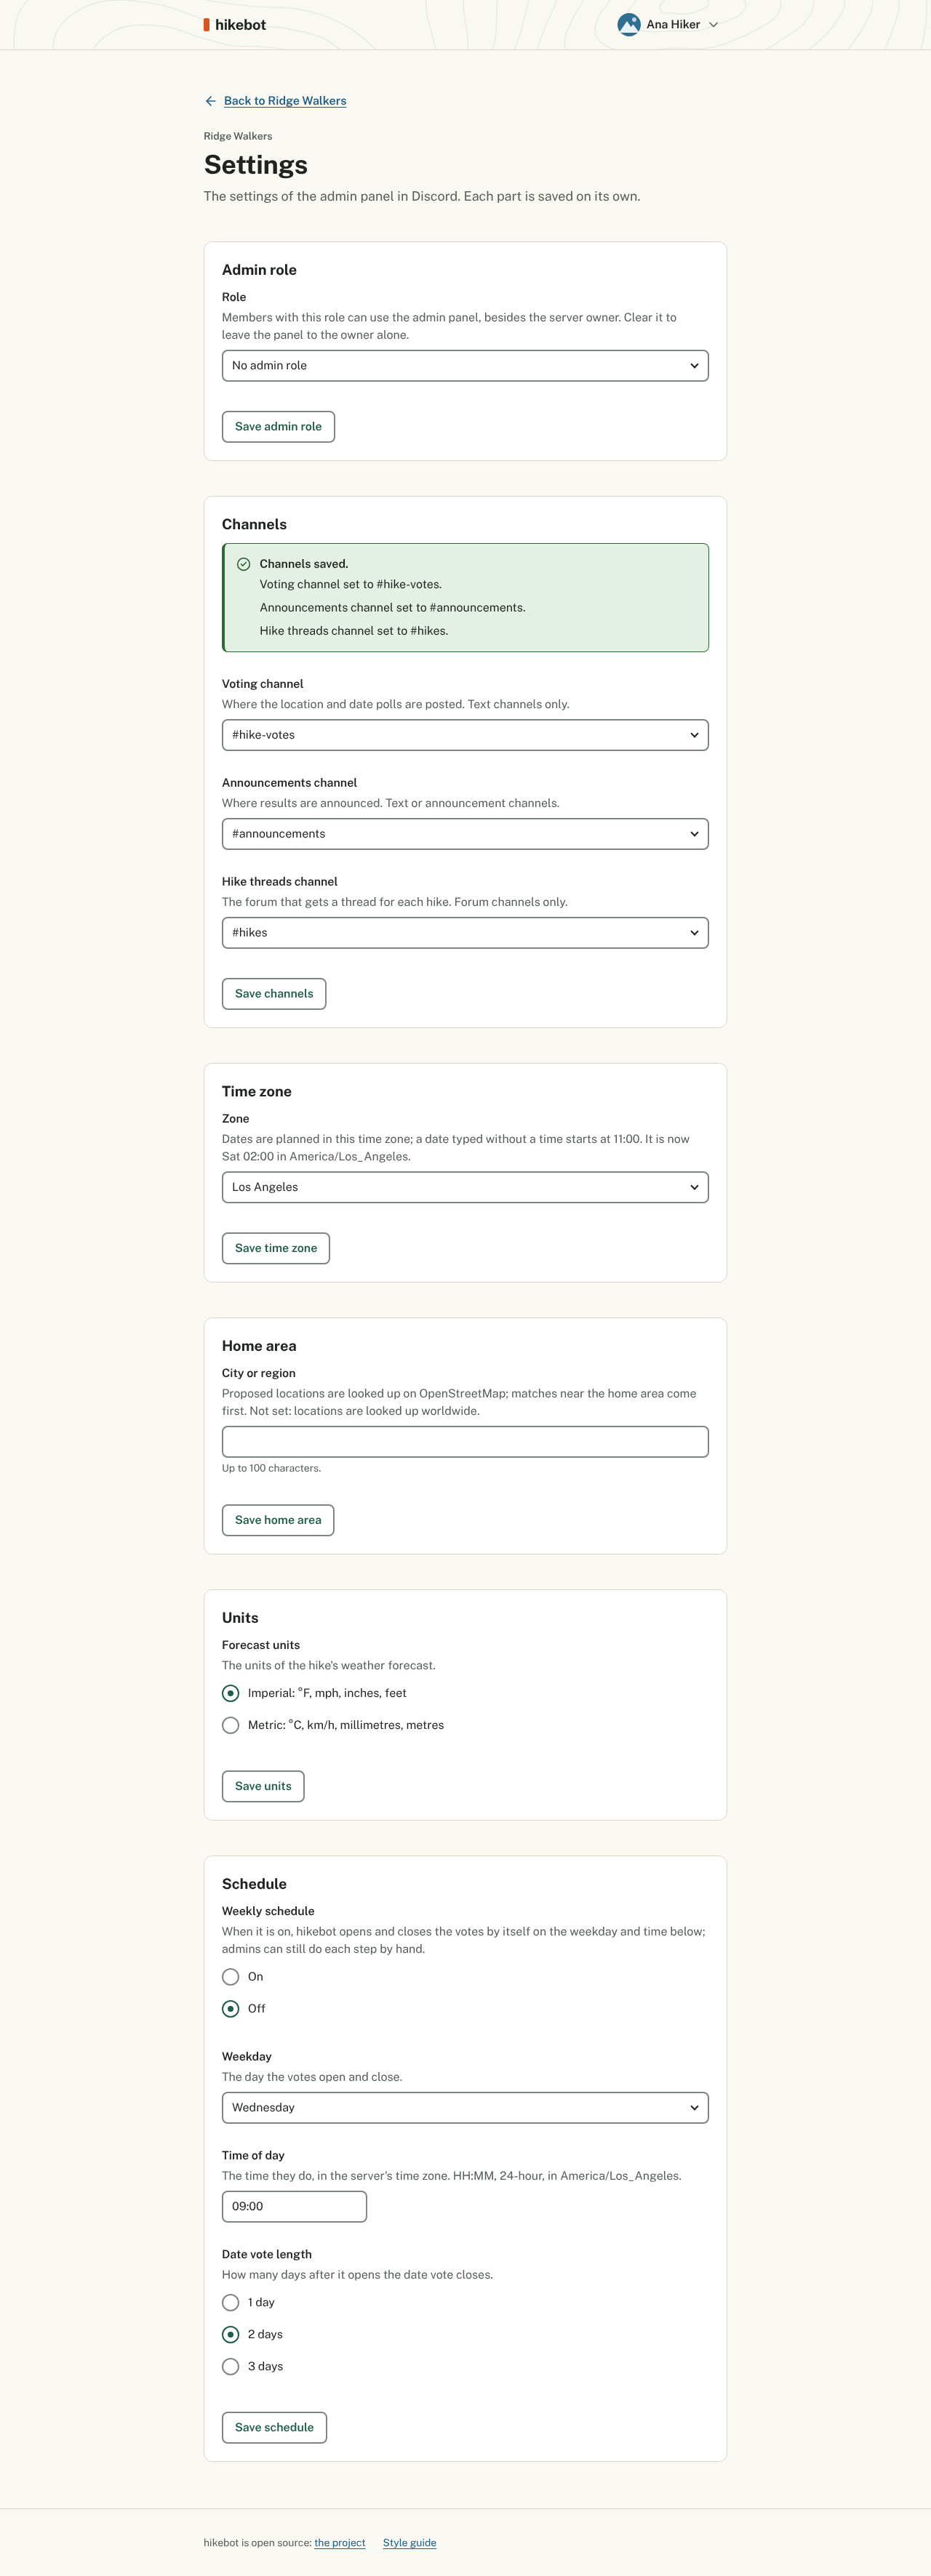 hikebot
Ana Hiker
Back to Ridge Walkers
Ridge Walkers
Settings
The settings of the admin panel in Discord. Each part is saved on its own.
Admin role
Role
Members with this role can use the admin panel, besides the server owner. Clear it to
leave the panel to the owner alone.
No admin role
Save admin role
Channels
Channels saved.
Voting channel set to #hike-votes.
Announcements channel set to #announcements.
Hike threads channel set to #hikes.
Voting channel
Where the location and date polls are posted. Text channels only.
#hike-votes
Announcements channel
Where results are announced. Text or announcement channels.
#announcements
Hike threads channel
The forum that gets a thread for each hike. Forum channels only.
#hikes
Save channels
Time zone
Zone
Dates are planned in this time zone; a date typed without a time starts at 11:00. It is now
Sat 02:00 in America/Los_Angeles.
Los Angeles
Save time zone
Home area
City or region
Proposed locations are looked up on OpenStreetMap; matches near the home area come
first. Not set: locations are looked up worldwide.
Up to 100 characters.
Save home area
Units
Forecast units
The units of the hike's weather forecast.
Imperial: °F, mph, inches, feet
Metric: °C, km/h, millimetres, metres
Save units
Schedule
Weekly schedule
When it is on, hikebot opens and closes the votes by itself on the weekday and time below;
admins can still do each step by hand.
On
Off
Weekday
The day the votes open and close.
Wednesday
Time of day
The time they do, in the server's time zone. HH:MM, 24-hour, in America/Los_Angeles.
09:00
Date vote length
How many days after it opens the date vote closes.
1 day
2 days
3 days
Save schedule
hikebot is open source: the project
Style guide